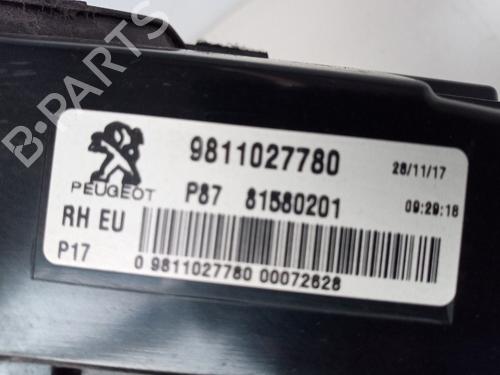 B-PARTS
9811027780
28/11/17
PEUGEOT
P87 81580201
09:29:18
RH EU
P17
0 9811027780 00072628